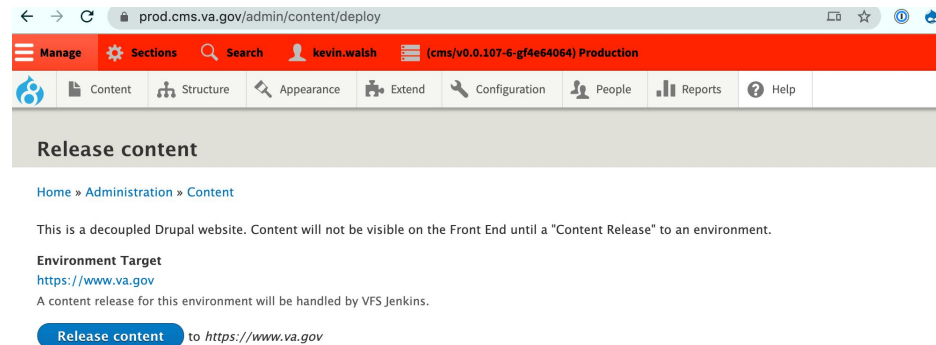 prod.cms.va.gov/admin/content/deploy
Manage Sections Search kevin.walsh (cms/v0.0.107-6-gf4e64064) Production
Content Structure Appearance Extend Configuration People Reports Help
Release content
Home » Administration » Content
This is a decoupled Drupal website. Content will not be visible on the Front End until a "Content Release" to an environment.
Environment Target
https://www.va.gov
A content release for this environment will be handled by VFS Jenkins.
Release content to https://www.va.gov